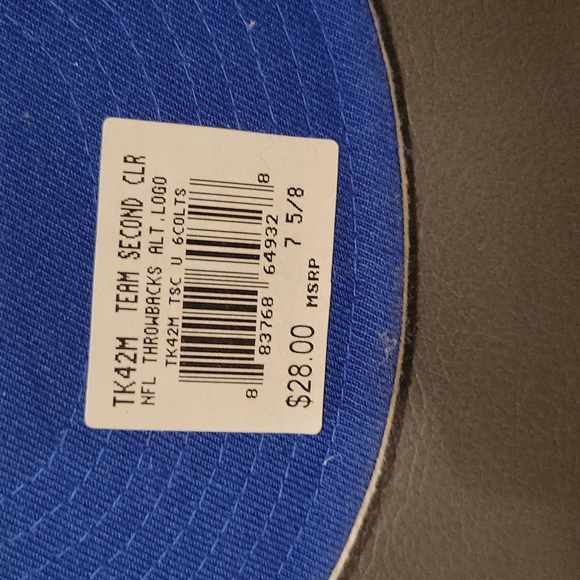 TK42M TEAM SECOND CLR
NFL THROWBACKS ALT.LOGO
TK42M TSC U 6COLTS
8 83768 64932 8
$28.00 MSRP 7 5/8